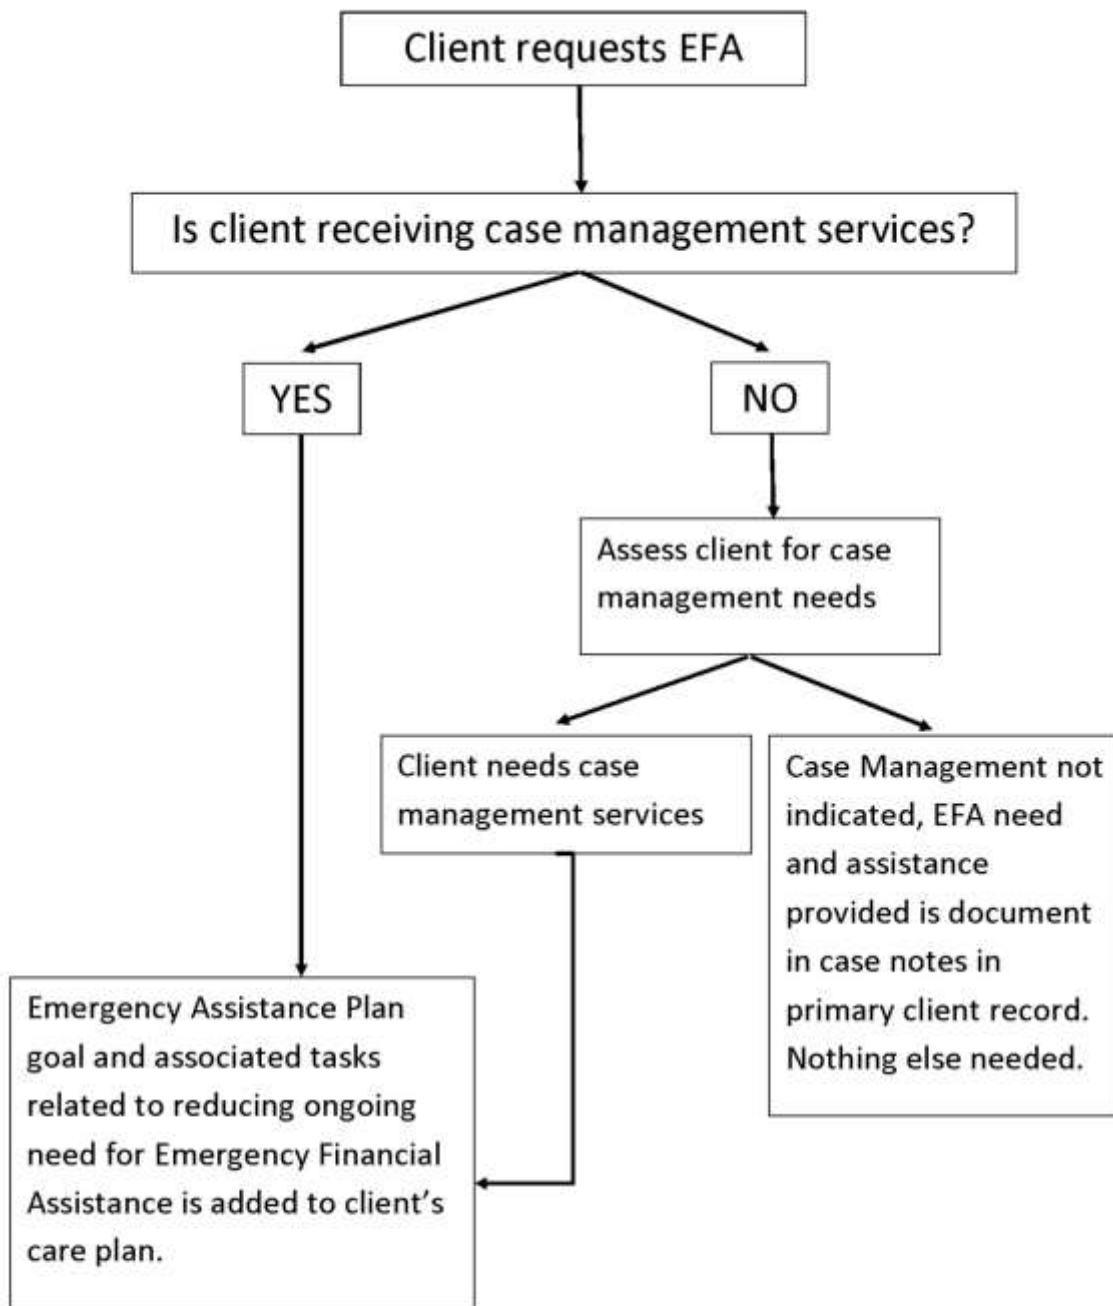 Client requests EFA
Is client receiving case management services?
YES
NO
Assess client for case
management needs
Client needs case
management services
Case Management not
indicated, EFA need
and assistance
provided is document
in case notes in
primary client record.
Nothing else needed.
Emergency Assistance Plan
goal and associated tasks
related to reducing ongoing
need for Emergency Financial
Assistance is added to client’s
care plan.